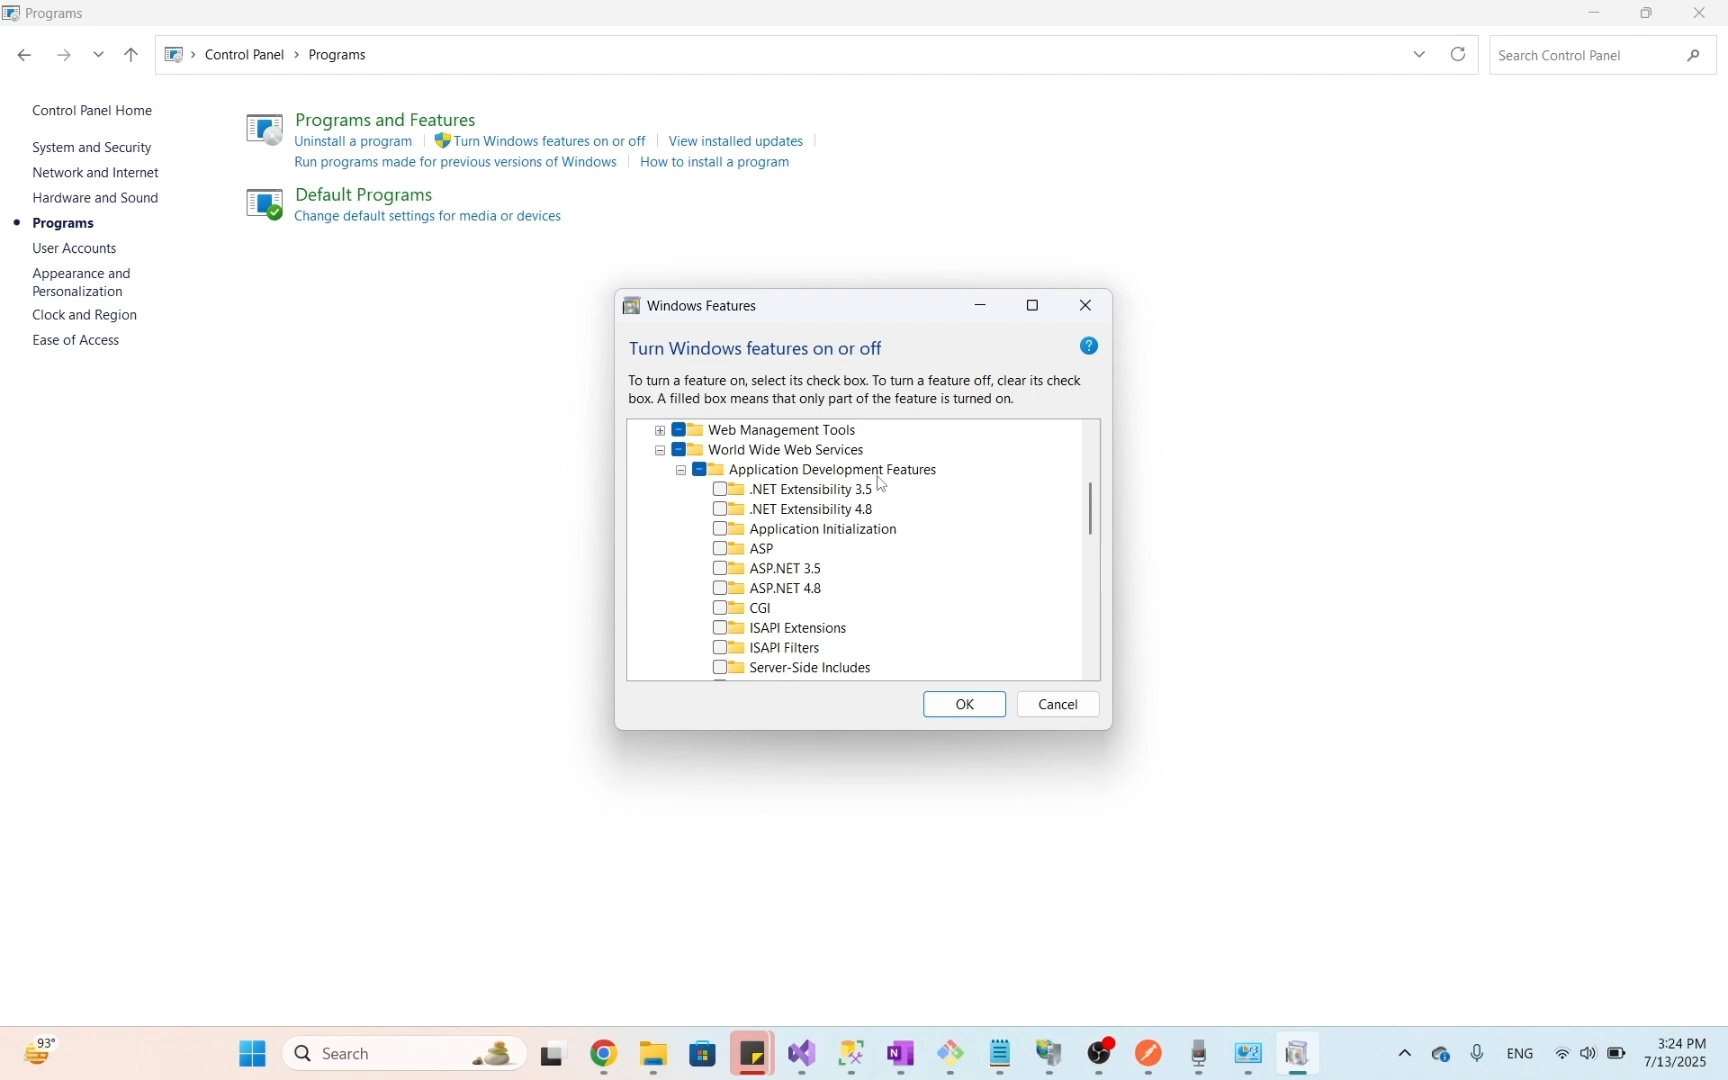 Programs
Control Panel > Programs
Search Control Panel
Control Panel Home
System and Security
Network and Internet
Hardware and Sound
Programs
User Accounts
Appearance and
Personalization
Clock and Region
Ease of Access
Programs and Features
Uninstall a program | Turn Windows features on or off | View installed updates |
Run programs made for previous versions of Windows | How to install a program
Default Programs
Change default settings for media or devices
Windows Features
Turn Windows features on or off
?
To turn a feature on, select its check box. To turn a feature off, clear its check
box. A filled box means that only part of the feature is turned on.
Web Management Tools
World Wide Web Services
Application Development Features
.NET Extensibility 3.5
.NET Extensibility 4.8
Application Initialization
ASP
ASP.NET 3.5
ASP.NET 4.8
CGI
ISAPI Extensions
ISAPI Filters
Server-Side Includes
OK
Cancel
93°
Search
ENG
3:24 PM
7/13/2025